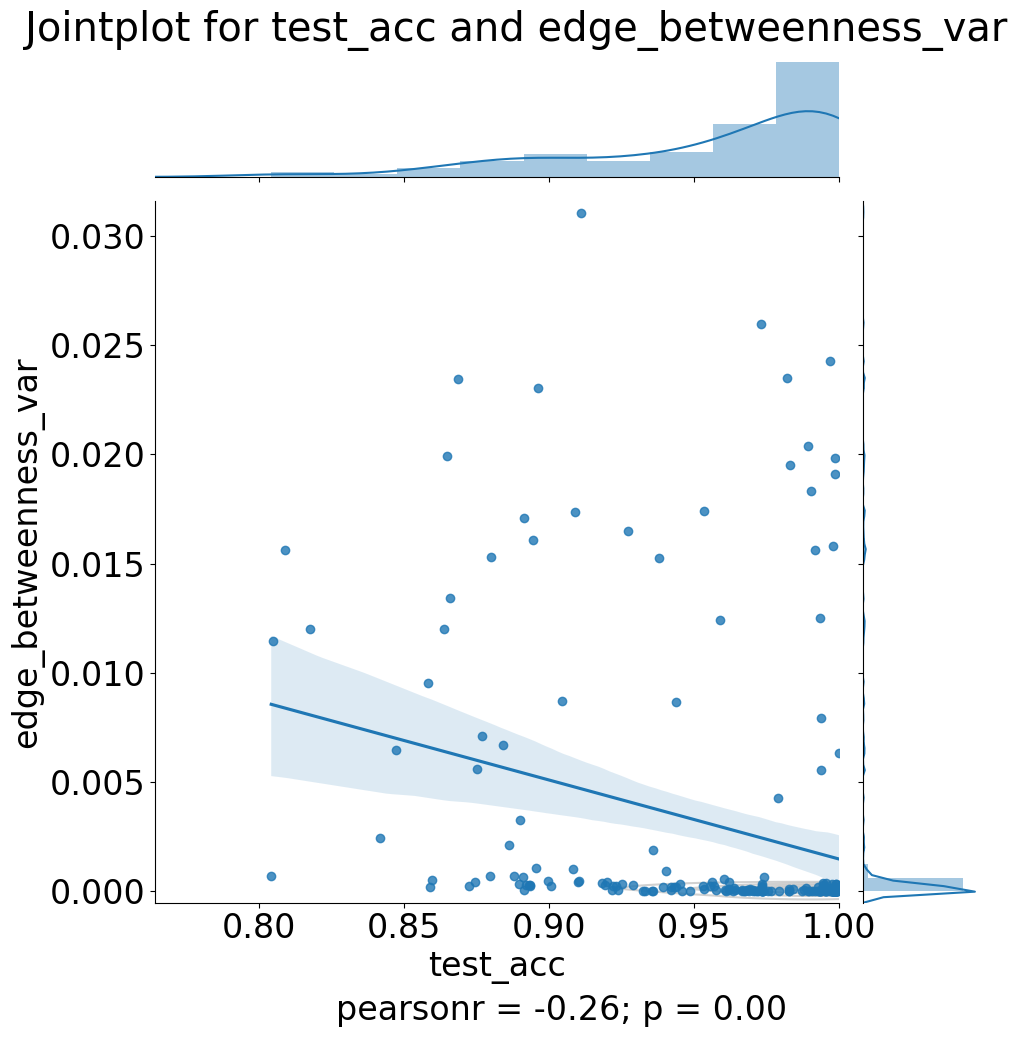 Jointplot for test_acc and edge_betweenness_var
0.030
0.025
0.020
0.015
0.010
0.005
0.000
edge_betweenness_var
0.80 0.85 0.90 0.95 1.00
test_acc
pearsonr = -0.26; p = 0.00